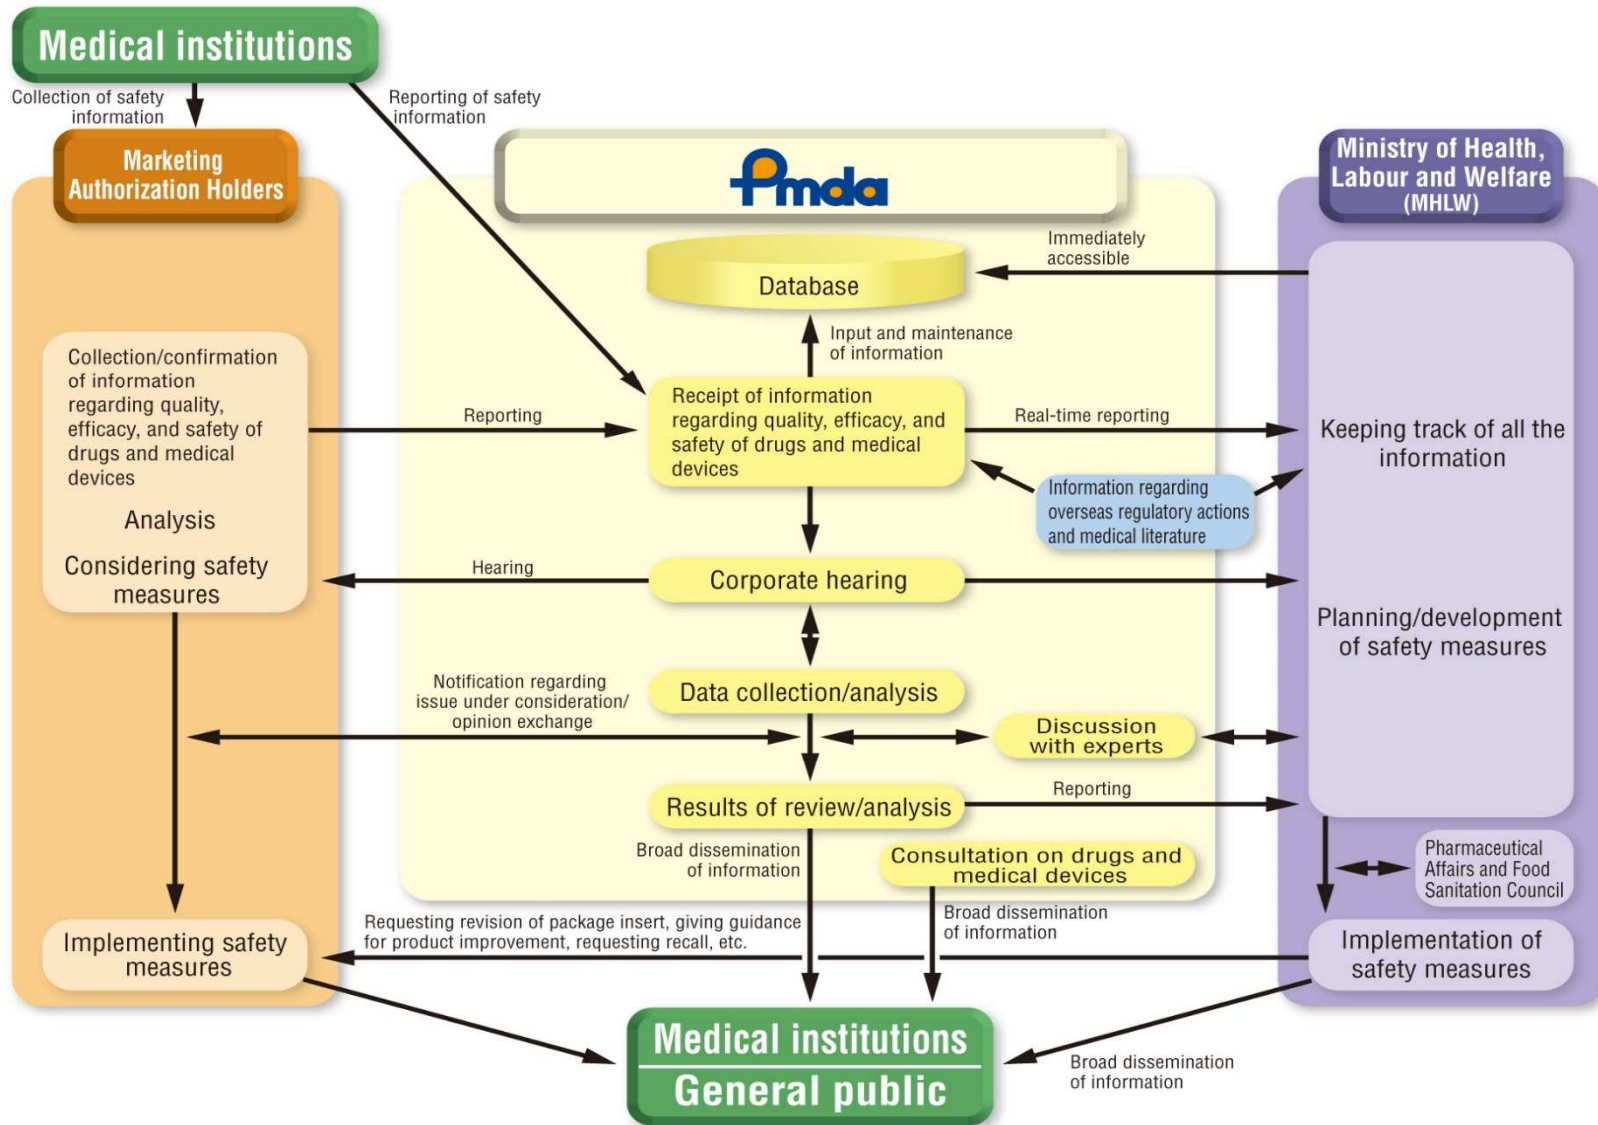 Medical institutions
Collection of safety
information
Reporting of safety
information
Marketing
Authorization Holders
Pmda
Ministry of Health,
Labour and Welfare
(MHLW)
Immediately
accessible
Database
Input and maintenance
of information
Collection/confirmation
of information
regarding quality,
efficacy, and safety of
drugs and medical
devices
Analysis
Considering safety
measures
Reporting
Receipt of information
regarding quality, efficacy, and
safety of drugs and medical
devices
Real-time reporting
Keeping track of all the
information
Information regarding
overseas regulatory actions
and medical literature
Hearing
Corporate hearing
Planning/development
of safety measures
Notification regarding
issue under consideration/
opinion exchange
Data collection/analysis
Discussion
with experts
Results of review/analysis
Reporting
Broad dissemination
of information
Consultation on drugs and
medical devices
Pharmaceutical
Affairs and Food
Sanitation Council
Requesting revision of package insert, giving guidance
for product improvement, requesting recall, etc.
Broad dissemination
of information
Implementing safety
measures
Implementation of
safety measures
Medical institutions
General public
Broad dissemination
of information